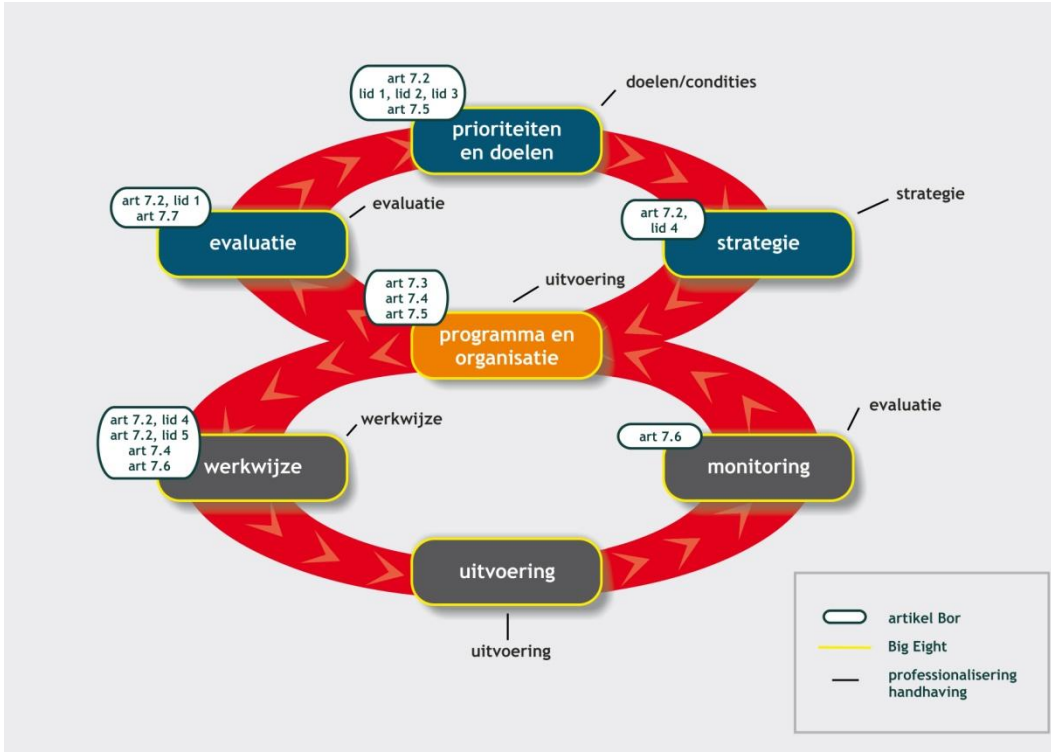 art 7.2
lid 1, lid 2, lid 3
art 7.5
doelen/condities
prioriteiten
en doelen
art 7.2, lid 1
art 7.7
evaluatie
evaluatie
art 7.2,
lid 4
strategie
strategie
art 7.3
art 7.4
art 7.5
uitvoering
programma en
organisatie
art 7.2, lid 4
art 7.2, lid 5
art 7.4
art 7.6
werkwijze
werkwijze
art 7.6
evaluatie
monitoring
uitvoering
uitvoering
artikel Bor
Big Eight
professionalisering
handhaving